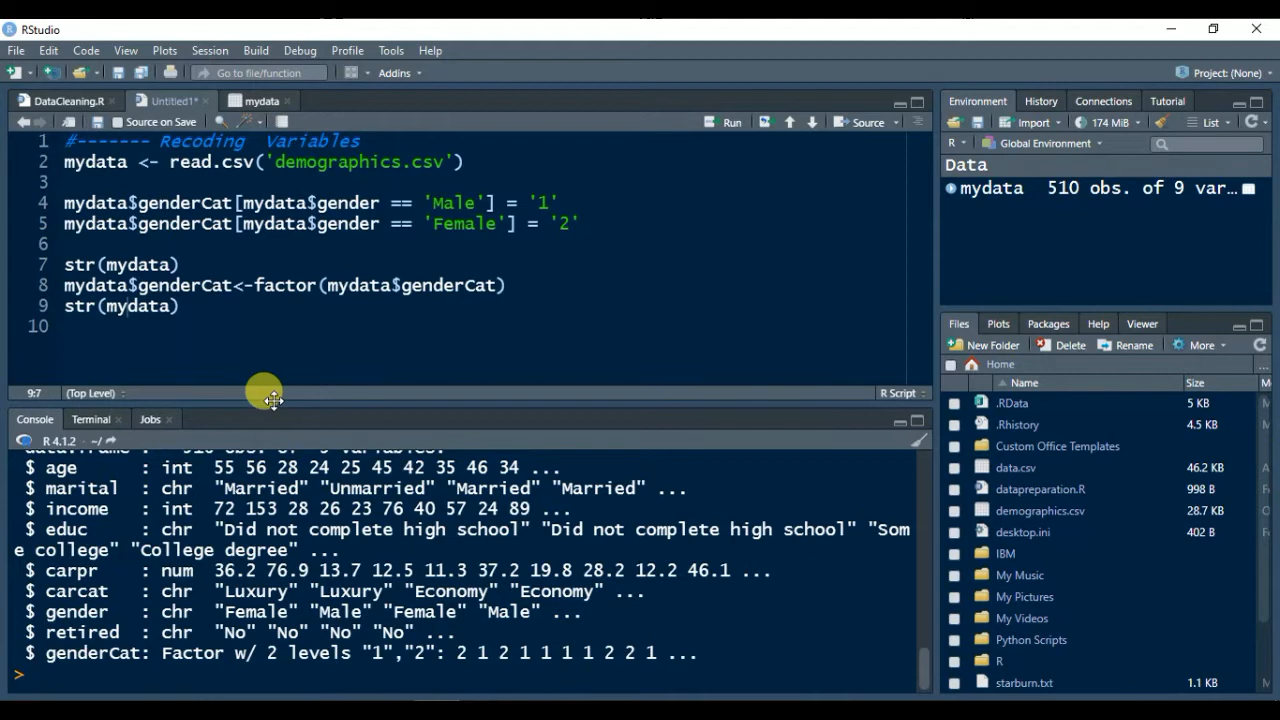 RStudio
File Edit Code View Plots Session Build Debug Profile Tools Help
Go to file/function Addins Project: (None)
DataCleaning.R Untitled1* mydata
Source on Save Run Source
1 #------- Recoding  Variables
2 mydata <- read.csv('demographics.csv')
3
4 mydata$genderCat[mydata$gender == 'Male'] = '1'
5 mydata$genderCat[mydata$gender == 'Female'] = '2'
6
7 str(mydata)
8 mydata$genderCat<-factor(mydata$genderCat)
9 str(mydata)
10
9:7 (Top Level) R Script
Console Terminal Jobs
R 4.1.2 · ~/
$ age      : int  55 56 28 24 25 45 42 35 46 34 ...
$ marital  : chr  "Married" "Unmarried" "Married" "Married" ...
$ income   : int  72 153 28 26 23 76 40 57 24 89 ...
$ educ     : chr  "Did not complete high school" "Did not complete high school" "Som
e college" "College degree" ...
$ carpr    : num  36.2 76.9 13.7 12.5 11.3 37.2 19.8 28.2 12.2 46.1 ...
$ carcat   : chr  "Luxury" "Luxury" "Economy" "Economy" ...
$ gender   : chr  "Female" "Male" "Female" "Male" ...
$ retired  : chr  "No" "No" "No" "No" ...
$ genderCat: Factor w/ 2 levels "1","2": 2 1 2 1 1 1 1 2 2 1 ...
>
Environment History Connections Tutorial
Import 174 MiB List
R Global Environment
Data
mydata 510 obs. of 9 var...
Files Plots Packages Help Viewer
New Folder Delete Rename More
Home ...
Name Size
.RData 5 KB
.Rhistory 4.5 KB
Custom Office Templates
data.csv 46.2 KB
datapreparation.R 998 B
demographics.csv 28.7 KB
desktop.ini 402 B
IBM
My Music
My Pictures
My Videos
Python Scripts
R
starburn.txt 1.1 KB